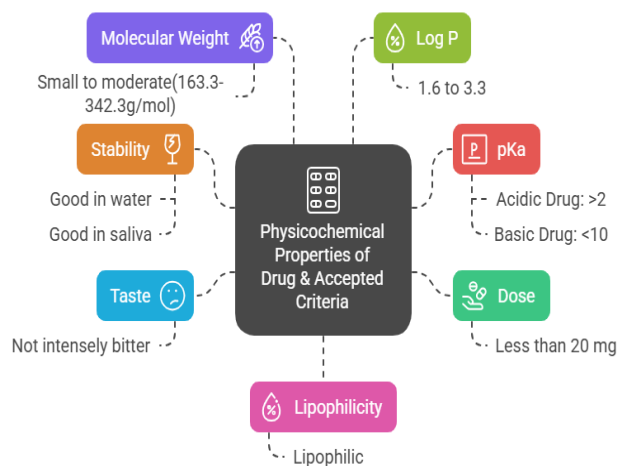 Molecular Weight
Small to moderate(163.3-
342.3g/mol)
Log P
1.6 to 3.3
Stability
Good in water
Good in saliva
P
pKa
Acidic Drug: >2
Basic Drug: <10
Physicochemical
Properties of
Drug & Accepted
Criteria
Taste
Not intensely bitter
Dose
Less than 20 mg
%
Lipophilicity
Lipophilic